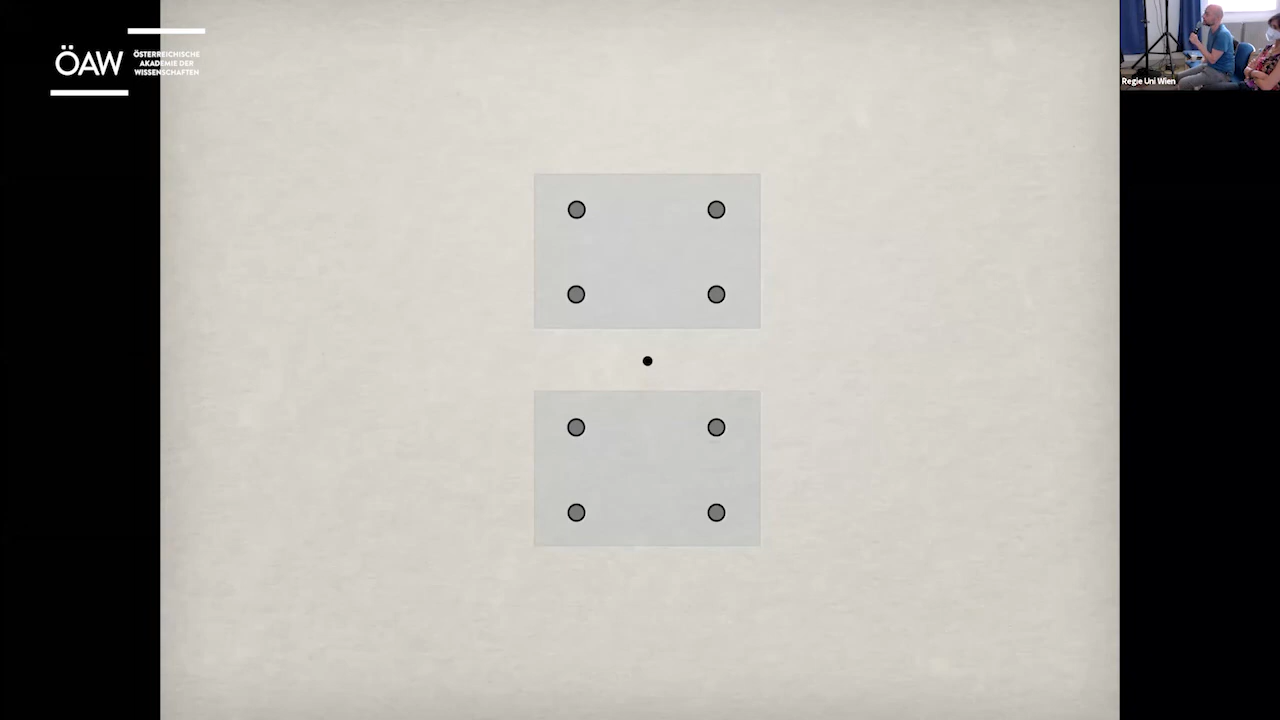 ÖAW
ÖSTERREICHISCHE
AKADEMIE DER
WISSENSCHAFTEN
Regie Uni Wien